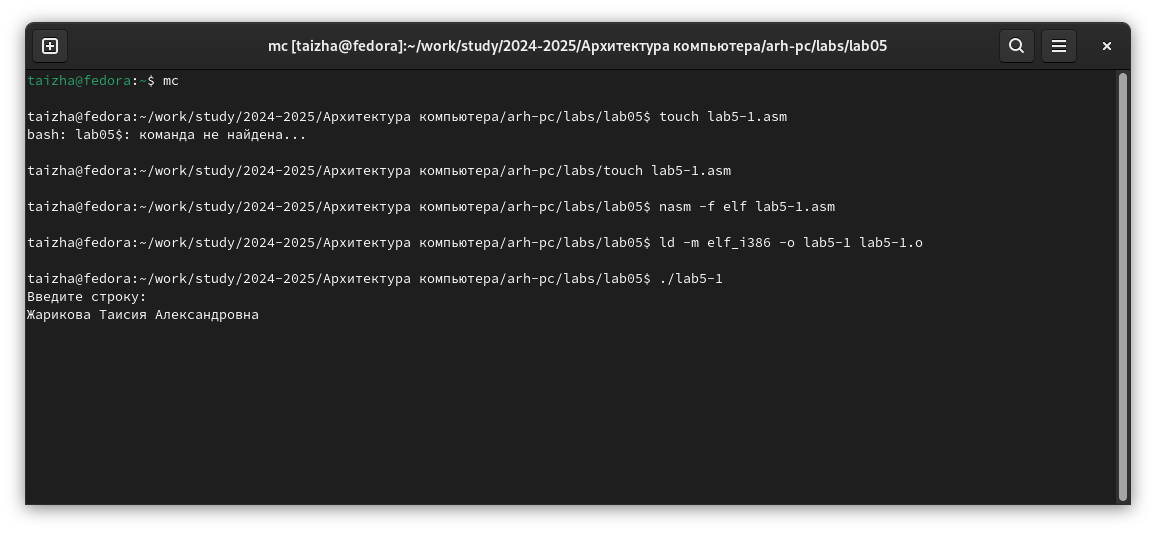 mc [taizha@fedora]:~/work/study/2024-2025/Архитектура компьютера/arh-pc/labs/lab05
taizha@fedora:~$ mc
taizha@fedora:~/work/study/2024-2025/Архитектура компьютера/arh-pc/labs/lab05$ touch lab5-1.asm
bash: lab05$: команда не найдена...
taizha@fedora:~/work/study/2024-2025/Архитектура компьютера/arh-pc/labs/touch lab5-1.asm
taizha@fedora:~/work/study/2024-2025/Архитектура компьютера/arh-pc/labs/lab05$ nasm -f elf lab5-1.asm
taizha@fedora:~/work/study/2024-2025/Архитектура компьютера/arh-pc/labs/lab05$ ld -m elf_i386 -o lab5-1 lab5-1.o
taizha@fedora:~/work/study/2024-2025/Архитектура компьютера/arh-pc/labs/lab05$ ./lab5-1
Введите строку:
Жарикова Таисия Александровна